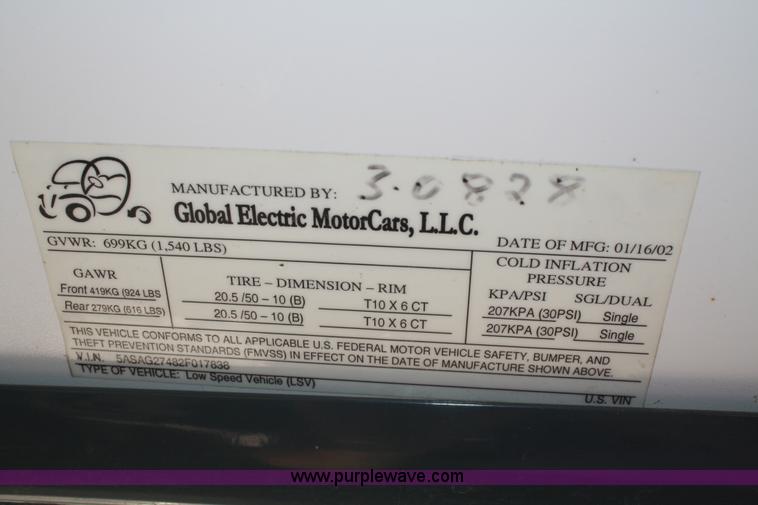 MANUFACTURED BY: 3-0828
Global Electric MotorCars, L.L.C.
GVWR: 699KG (1,540 LBS) DATE OF MFG: 01/16/02
GAWR TIRE – DIMENSION – RIM COLD INFLATION PRESSURE
KPA/PSI SGL/DUAL
Front 419KG (924 LBS 20.5 /50 – 10 (B) T10 X 6 CT 207KPA (30PSI) Single
Rear 279KG (616 LBS) 20.5 /50 – 10 (B) T10 X 6 CT 207KPA (30PSI) Single
THIS VEHICLE CONFORMS TO ALL APPLICABLE U.S. FEDERAL MOTOR VEHICLE SAFETY, BUMPER, AND
THEFT PREVENTION STANDARDS (FMVSS) IN EFFECT ON THE DATE OF MANUFACTURE SHOWN ABOVE.
V.I.N. 5ASAG27482F017638
TYPE OF VEHICLE: Low Speed Vehicle (LSV) U.S. VIN
www.purplewave.com